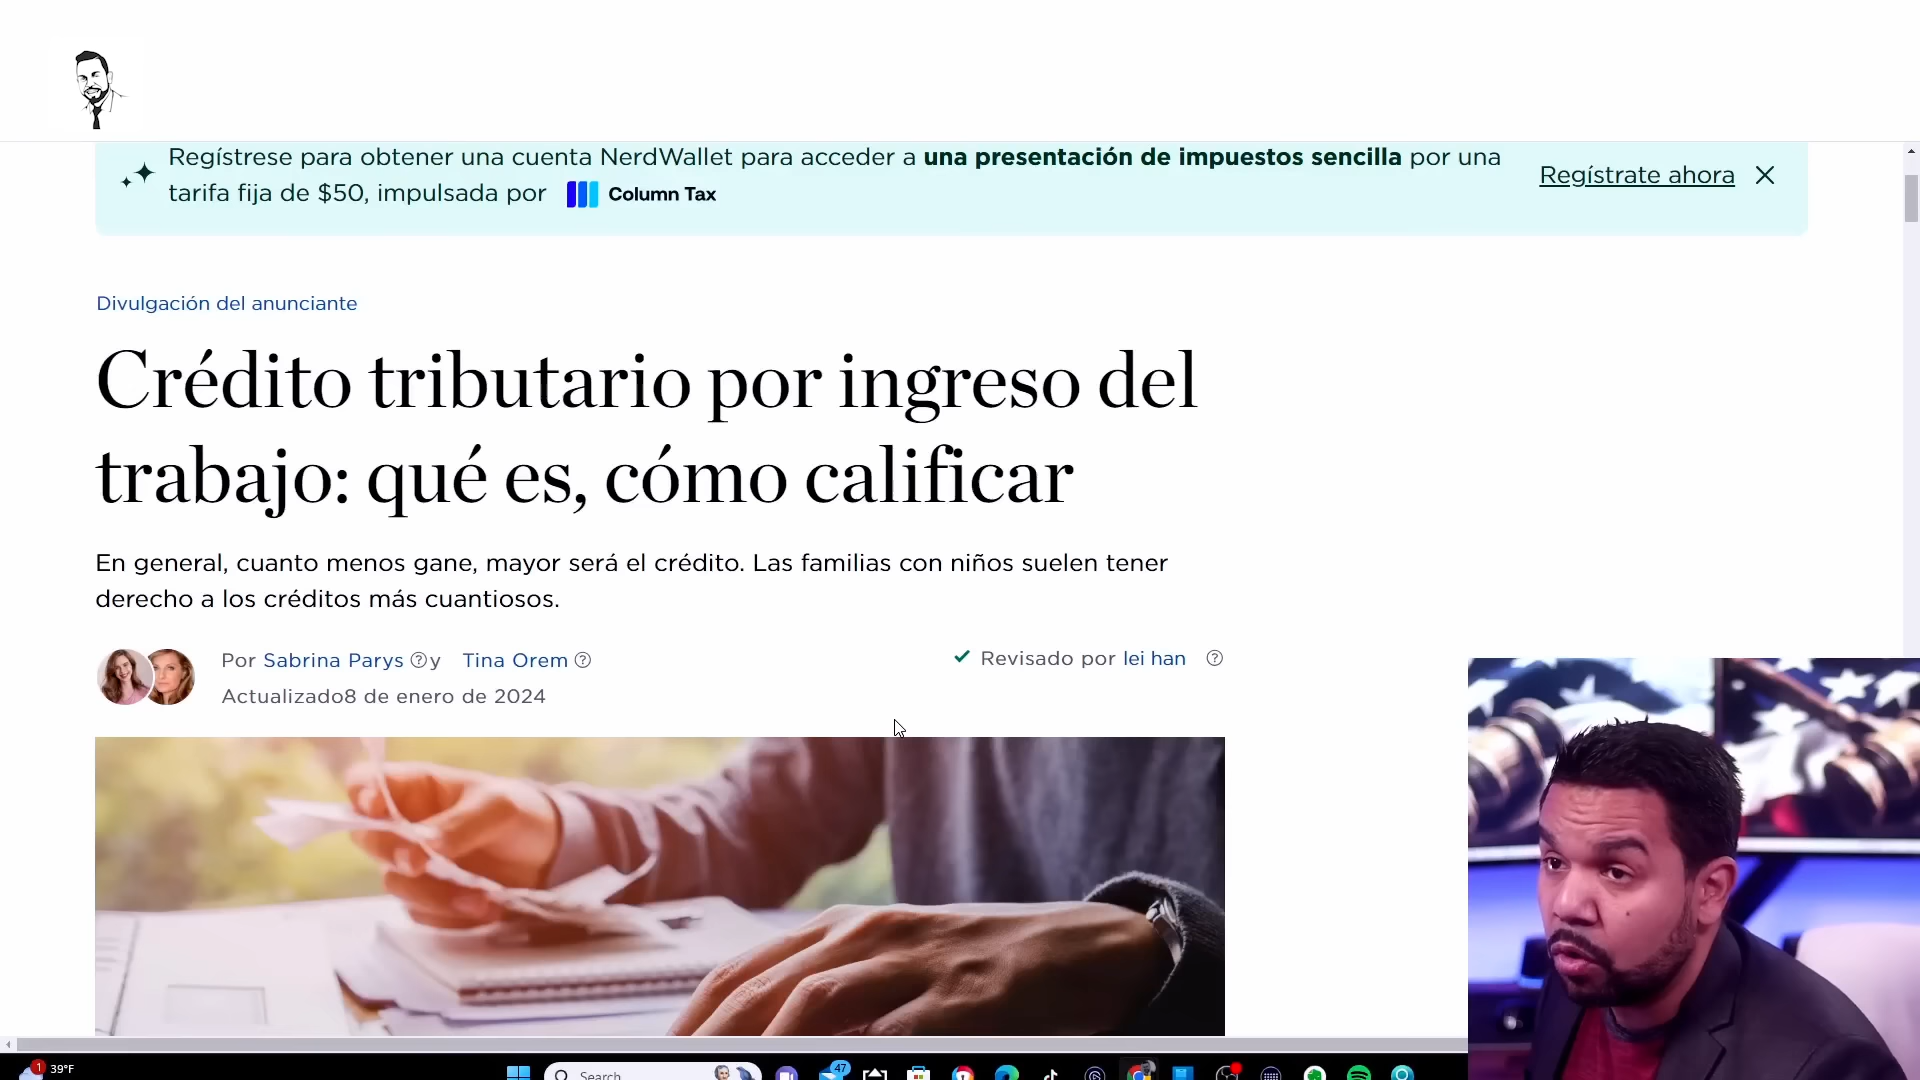 Regístrese para obtener una cuenta NerdWallet para acceder a una presentación de impuestos sencilla por una
tarifa fija de $50, impulsada por Column Tax
Regístrate ahora
Divulgación del anunciante
Crédito tributario por ingreso del
trabajo: qué es, cómo calificar
En general, cuanto menos gane, mayor será el crédito. Las familias con niños suelen tener
derecho a los créditos más cuantiosos.
Por Sabrina Parys y Tina Orem
Revisado por lei han
Actualizado8 de enero de 2024
1
39°F
Search
47